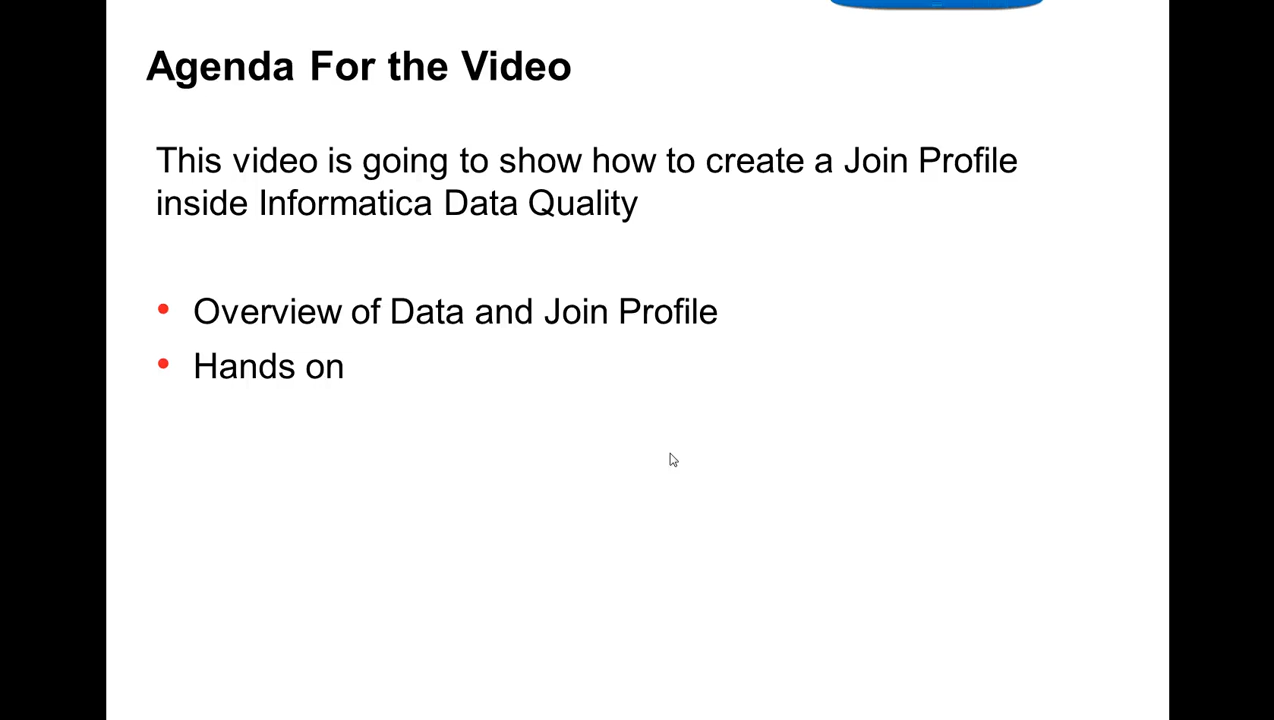 Agenda For the Video
This video is going to show how to create a Join Profile
inside Informatica Data Quality
• Overview of Data and Join Profile
• Hands on